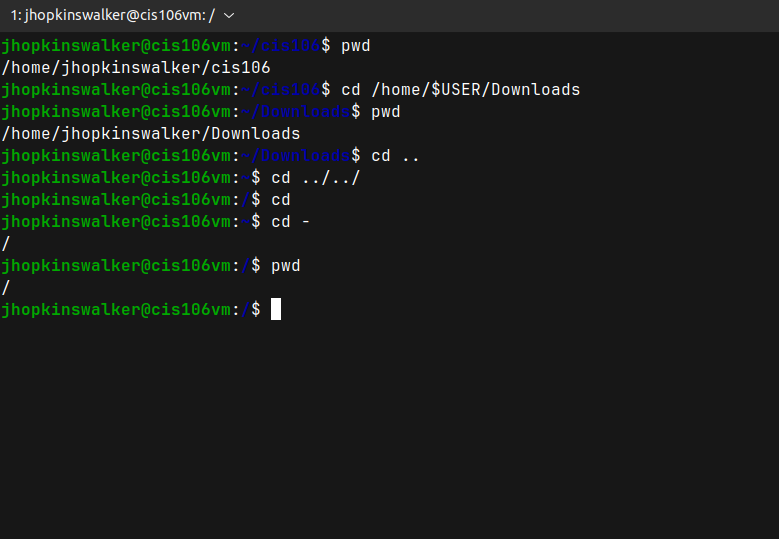 1: jhopkinswalker@cis106vm: /
jhopkinswalker@cis106vm:~/cis106$ pwd
/home/jhopkinswalker/cis106
jhopkinswalker@cis106vm:~/cis106$ cd /home/$USER/Downloads
jhopkinswalker@cis106vm:~/Downloads$ pwd
/home/jhopkinswalker/Downloads
jhopkinswalker@cis106vm:~/Downloads$ cd ..
jhopkinswalker@cis106vm:~$ cd ../../
jhopkinswalker@cis106vm:/$ cd
jhopkinswalker@cis106vm:~$ cd -
/
jhopkinswalker@cis106vm:/$ pwd
/
jhopkinswalker@cis106vm:/$